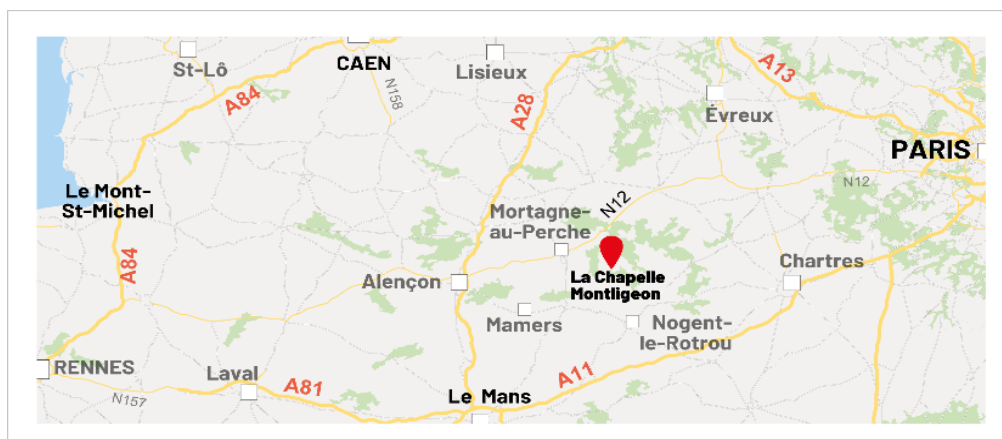 St-Lô
CAEN
Lisieux
A13
A84
N158
A28
Évreux
PARIS
Le Mont-
St-Michel
N12
N12
Mortagne-
au-Perche
A84
Alençon
La Chapelle
Montligeon
Chartres
Mamers
Nogent-
le-Rotrou
RENNES
Laval
A81
A11
N157
Le Mans